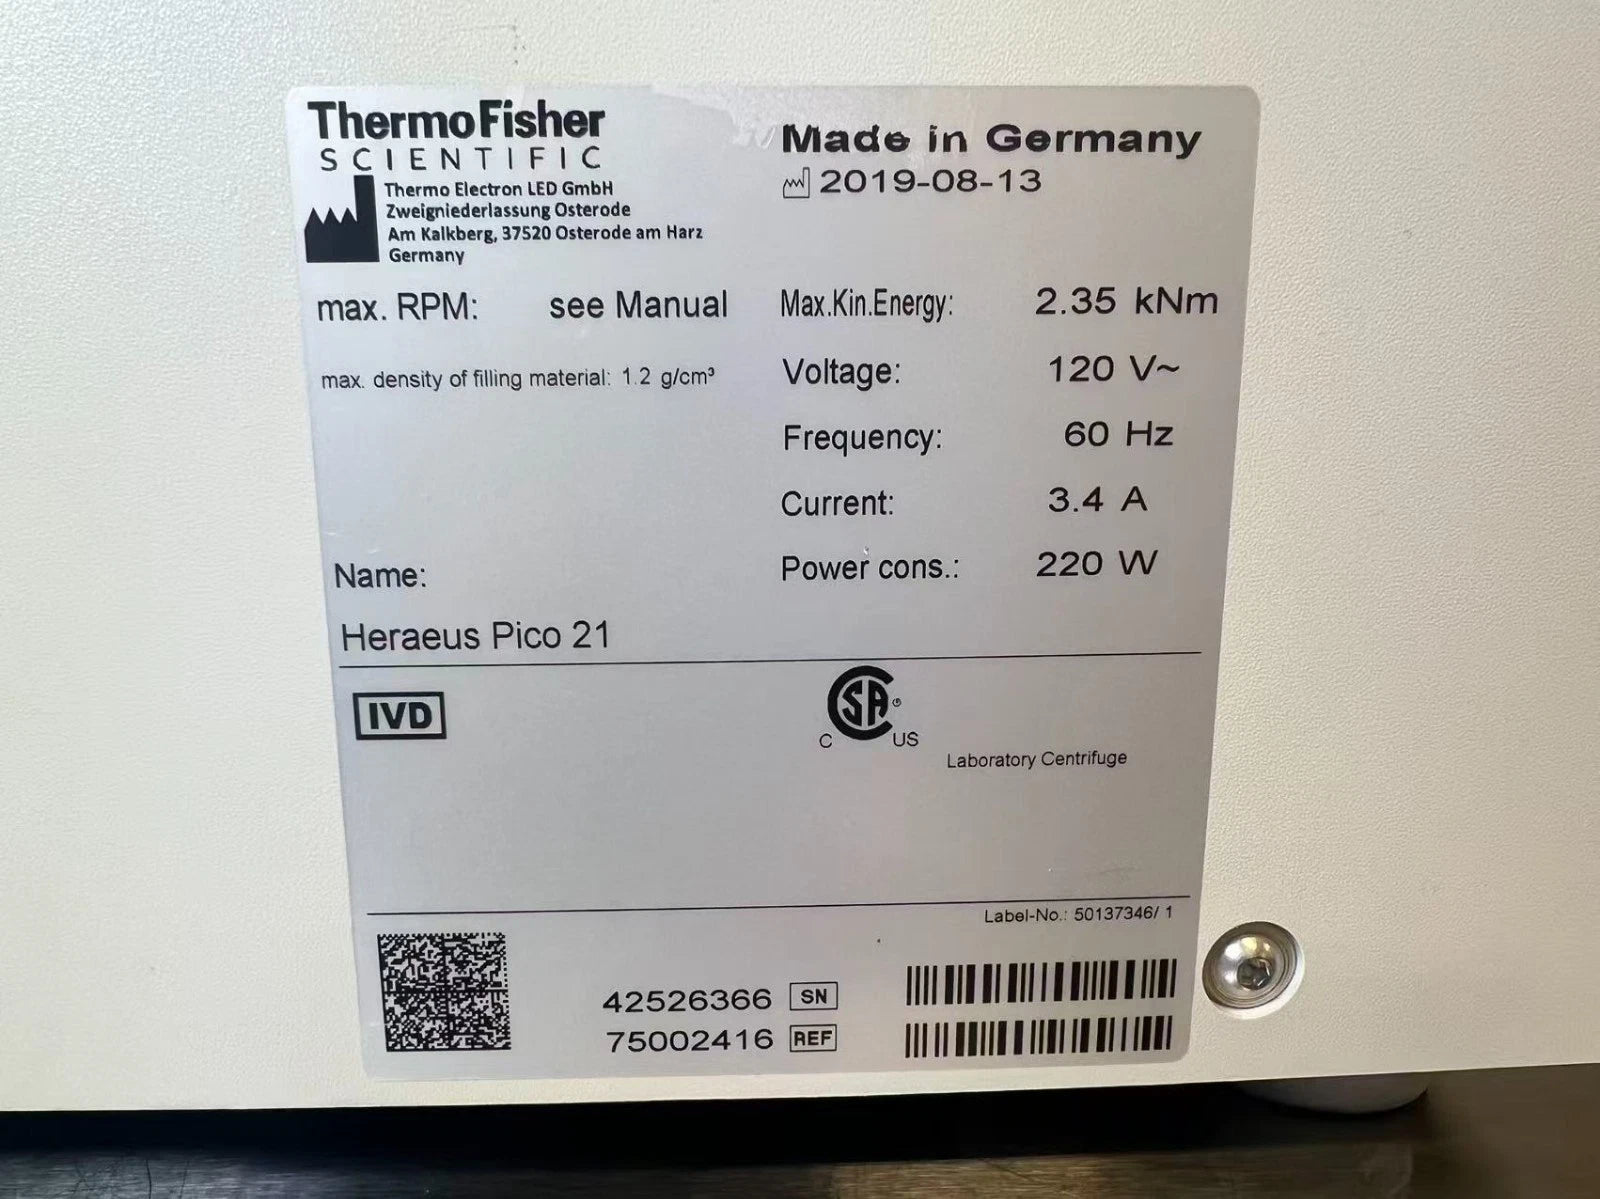 ThermoFisher
SCIENTIFIC
Thermo Electron LED GmbH
Zweigniederlassung Osterode
Am Kalkberg, 37520 Osterode am Harz
Germany
Made in Germany
2019-08-13
max. RPM: see Manual
max. density of filling material: 1.2 g/cm³
Max.Kin.Energy: 2.35 kNm
Voltage: 120 V~
Frequency: 60 Hz
Current: 3.4 A
Power cons.: 220 W
Name:
Heraeus Pico 21
IVD
CSA®
C US
Laboratory Centrifuge
Label-No.: 50137346/ 1
42526366 SN
75002416 REF